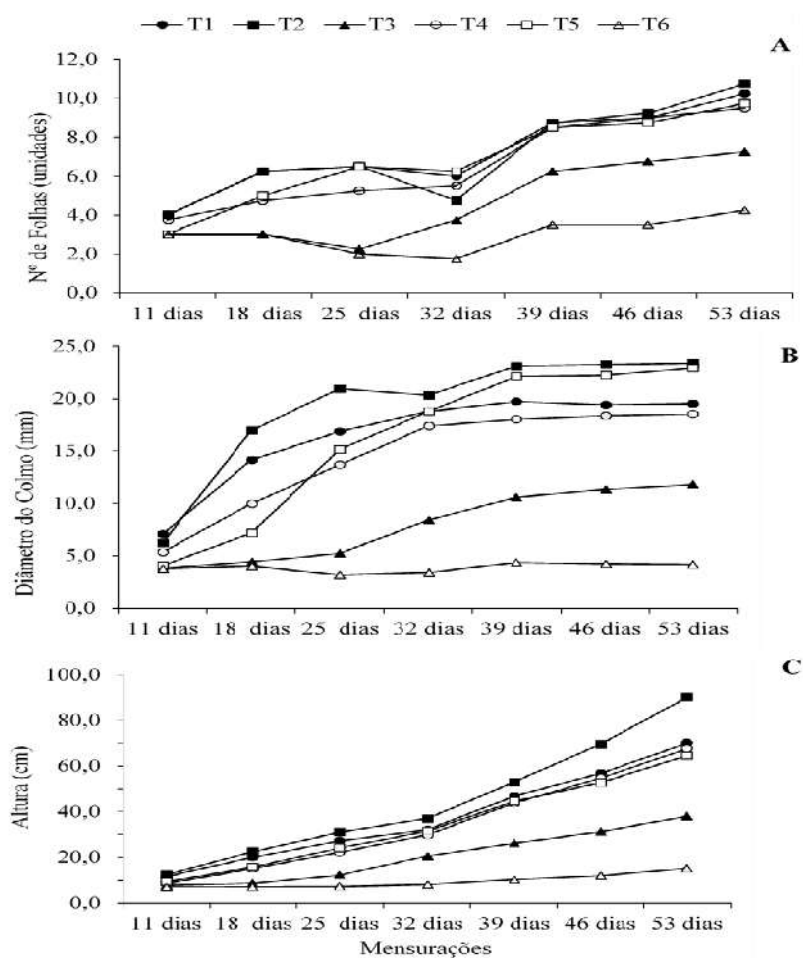 T1 T2 T3 T4 T5 T6
A
12,0
10,0
8,0
6,0
4,0
2,0
0,0
Nº de Folhas (unidades)
11 dias 18 dias 25 dias 32 dias 39 dias 46 dias 53 dias
B
25,0
20,0
15,0
10,0
5,0
0,0
Diâmetro do Colmo (mm)
11 dias 18 dias 25 dias 32 dias 39 dias 46 dias 53 dias
C
100,0
80,0
60,0
40,0
20,0
0,0
Altura (cm)
11 dias 18 dias 25 dias 32 dias 39 dias 46 dias 53 dias
Mensurações